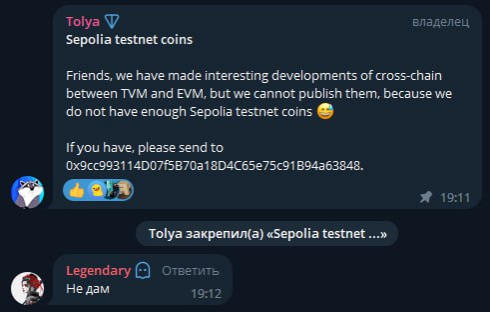 Tolya владелец
Sepolia testnet coins
Friends, we have made interesting developments of cross-chain
between TVM and EVM, but we cannot publish them, because we
do not have enough Sepolia testnet coins 😅
If you have, please send to
0x9cc993114D07f5B70a18D4C65e75c91B94a63848.
19:11
Tolya закрепил(а) «Sepolia testnet ...»
Legendary Ответить
Не дам
19:12